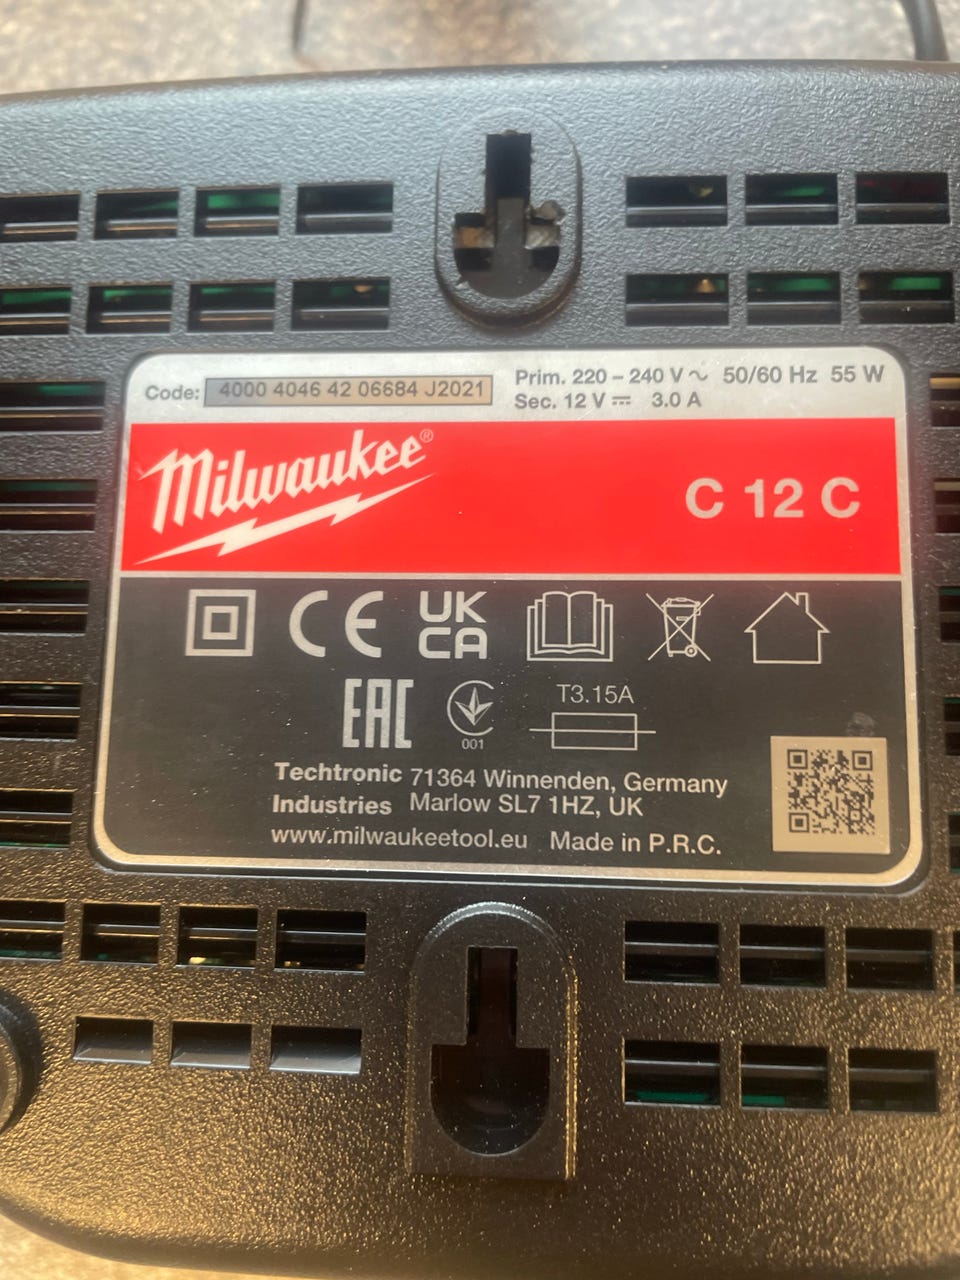 Code: 4000 4046 42 06684 J2021
Prim. 220 – 240 V ~ 50/60 Hz 55 W
Sec. 12 V ⎓ 3.0 A
Milwaukee®
C 12 C
CE
UK
CA
EAC
001
T3.15A
Techtronic 71364 Winnenden, Germany
Industries Marlow SL7 1HZ, UK
www.milwaukeetool.eu Made in P.R.C.